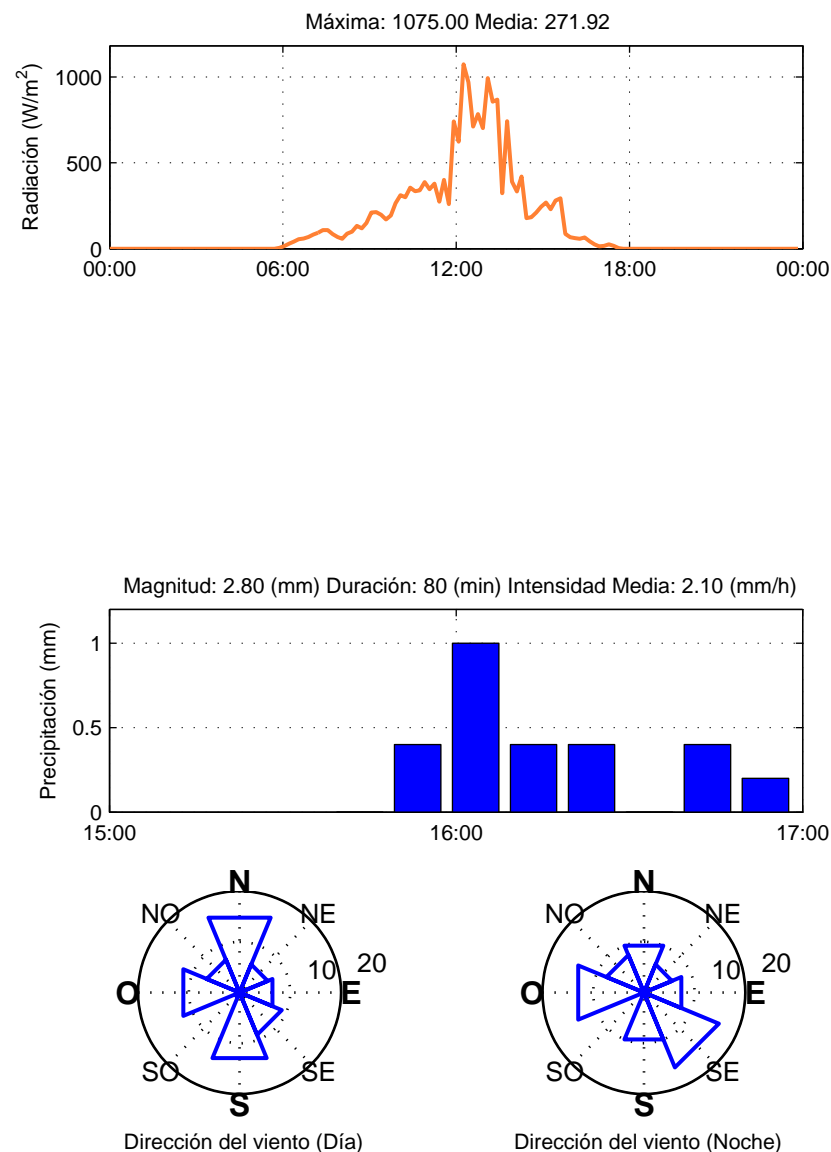 Máxima: 1075.00 Media: 271.92
Radiación (W/m²)
1000
500
0
00:00 06:00 12:00 18:00 00:00
Magnitud: 2.80 (mm) Duración: 80 (min) Intensidad Media: 2.10 (mm/h)
Precipitación (mm)
1
0.5
0
15:00 16:00 17:00
N N
NO NE NO NE
10 20 10 20
O E O E
SO SE SO SE
S S
Dirección del viento (Día) Dirección del viento (Noche)